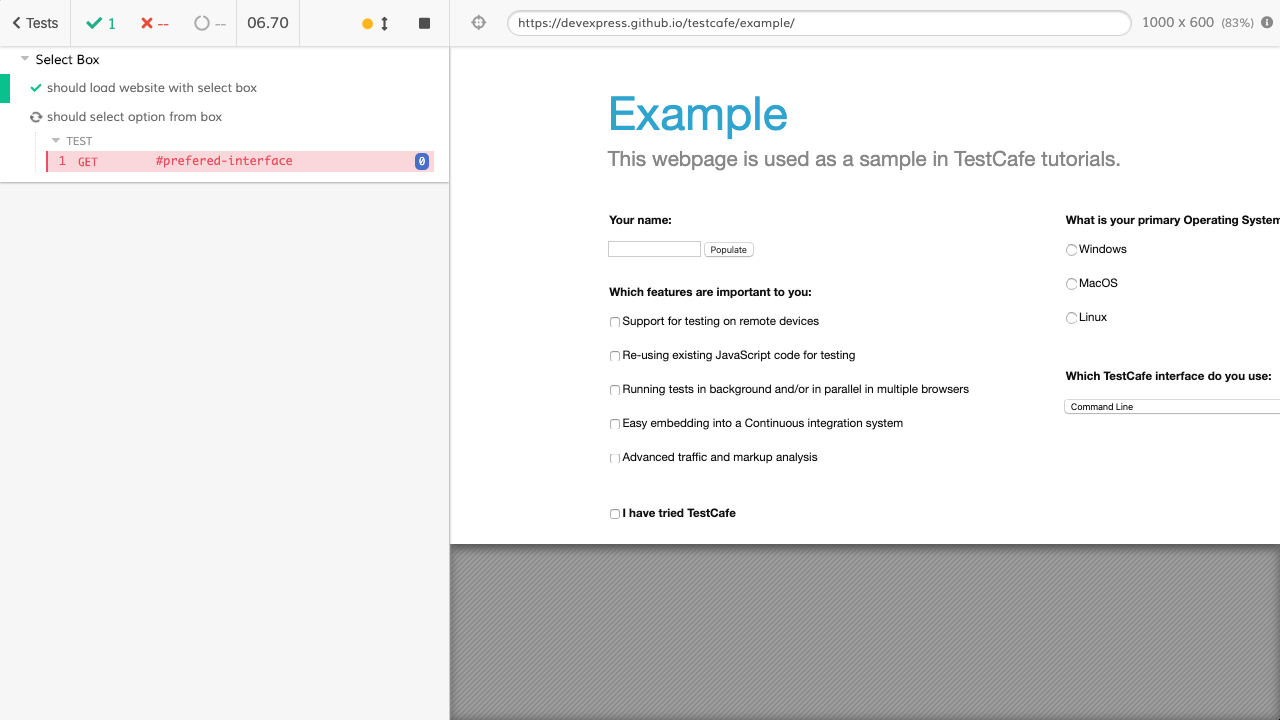 Tests
1
--
--
06.70
https://devexpress.github.io/testcafe/example/
1000 x 600 (83%)
Select Box
should load website with select box
should select option from box
TEST
1 GET #prefered-interface 0
Example
This webpage is used as a sample in TestCafe tutorials.
Your name:
Populate
Which features are important to you:
Support for testing on remote devices
Re-using existing JavaScript code for testing
Running tests in background and/or in parallel in multiple browsers
Easy embedding into a Continuous integration system
Advanced traffic and markup analysis
I have tried TestCafe
What is your primary Operating System
Windows
MacOS
Linux
Which TestCafe interface do you use:
Command Line